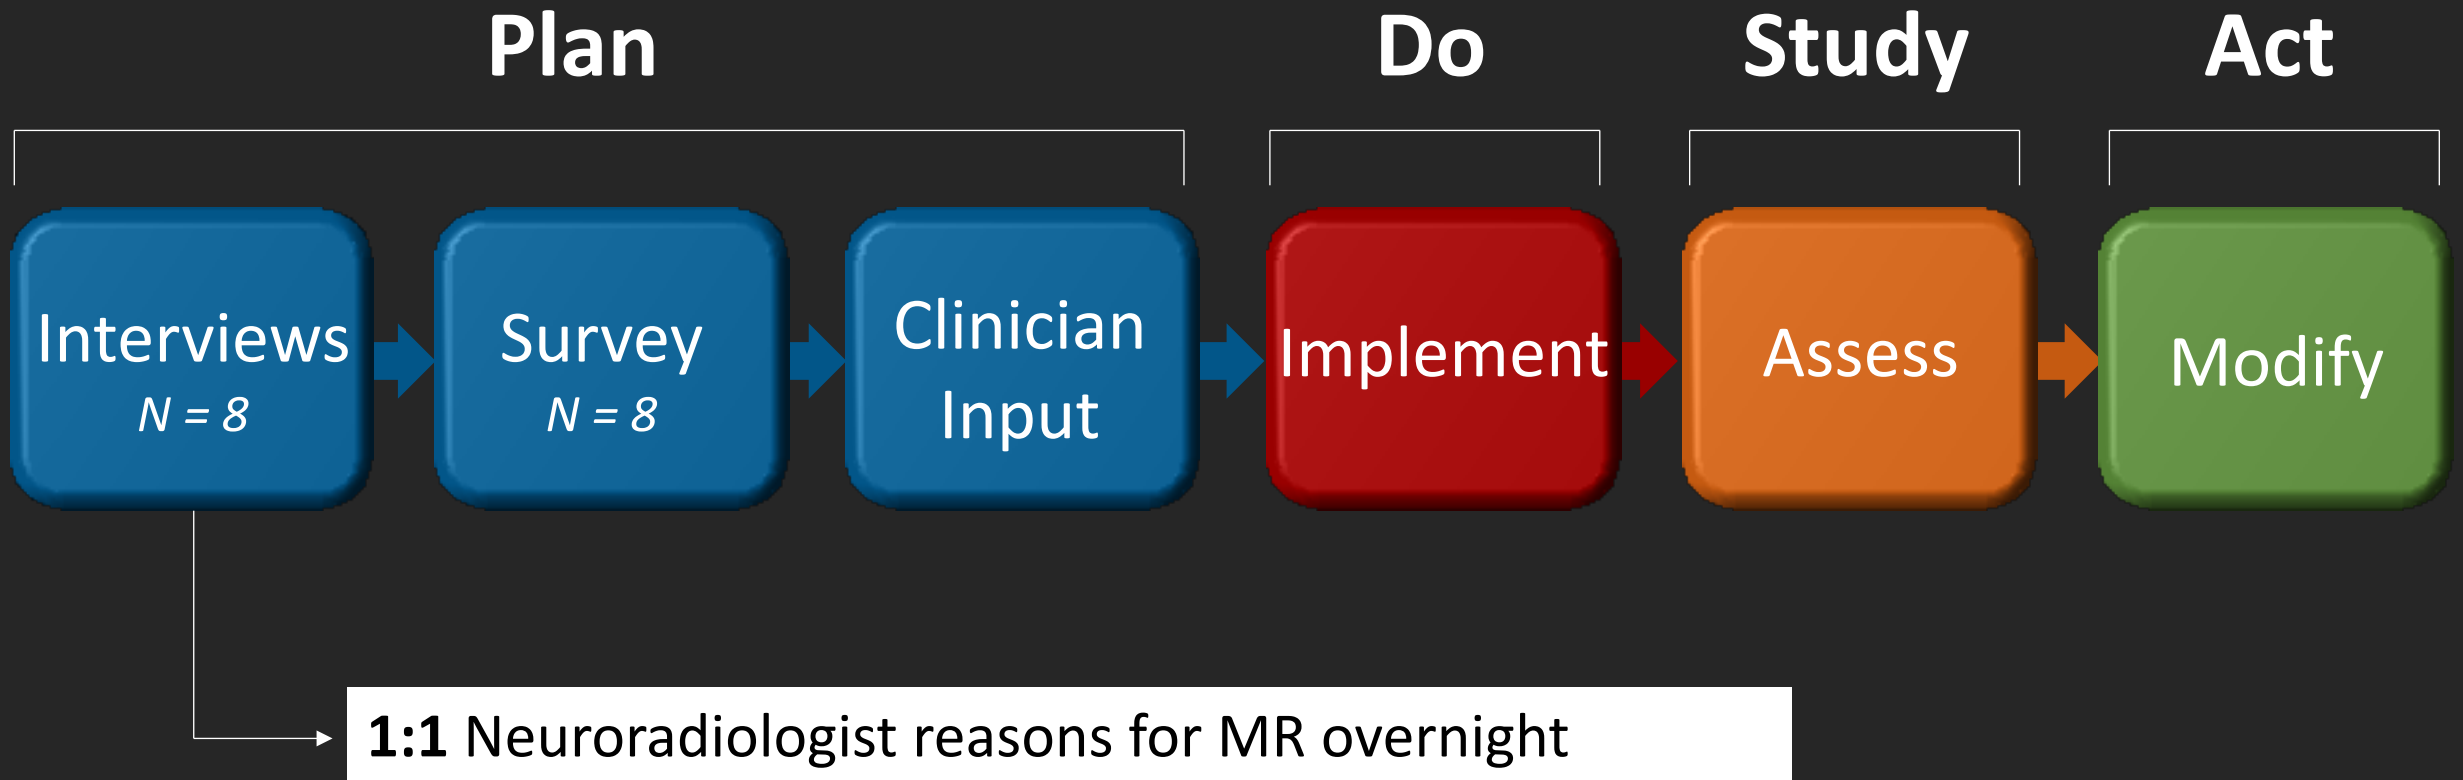 Plan
Do
Study
Act
Interviews
N = 8
Survey
N = 8
Clinician
Input
Implement
Assess
Modify
1:1 Neuroradiologist reasons for MR overnight